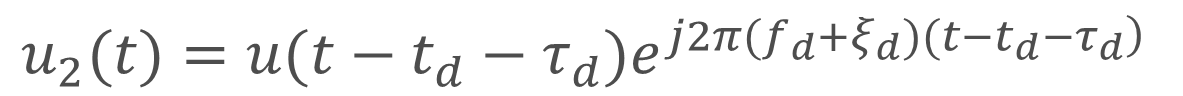 u₂(t) = u(t − t_d − τ_d)e^{j2π(f_d+ξ_d)(t−t_d−τ_d)}